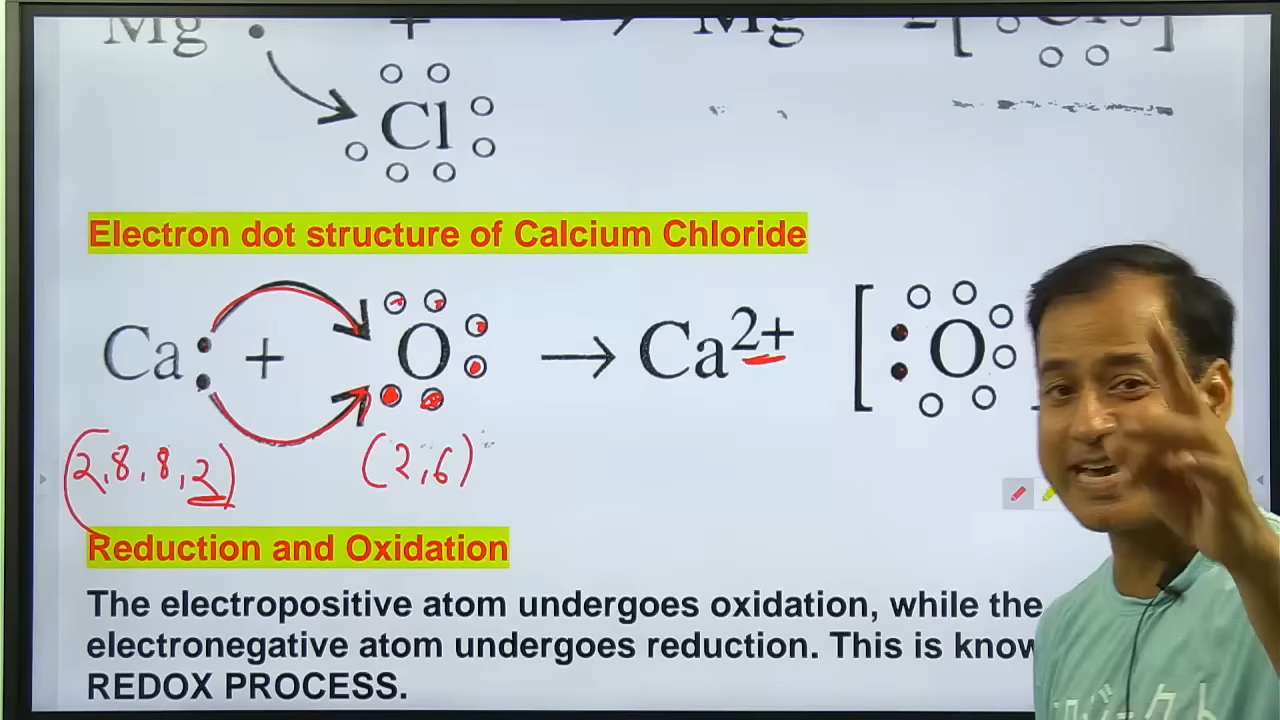 Mg • + → Mg
Cl
Electron dot structure of Calcium Chloride
Ca : + O → Ca²⁺ [ : O
(2,8,8,2) (2,6)
Reduction and Oxidation
The electropositive atom undergoes oxidation, while the
electronegative atom undergoes reduction. This is know
REDOX PROCESS.